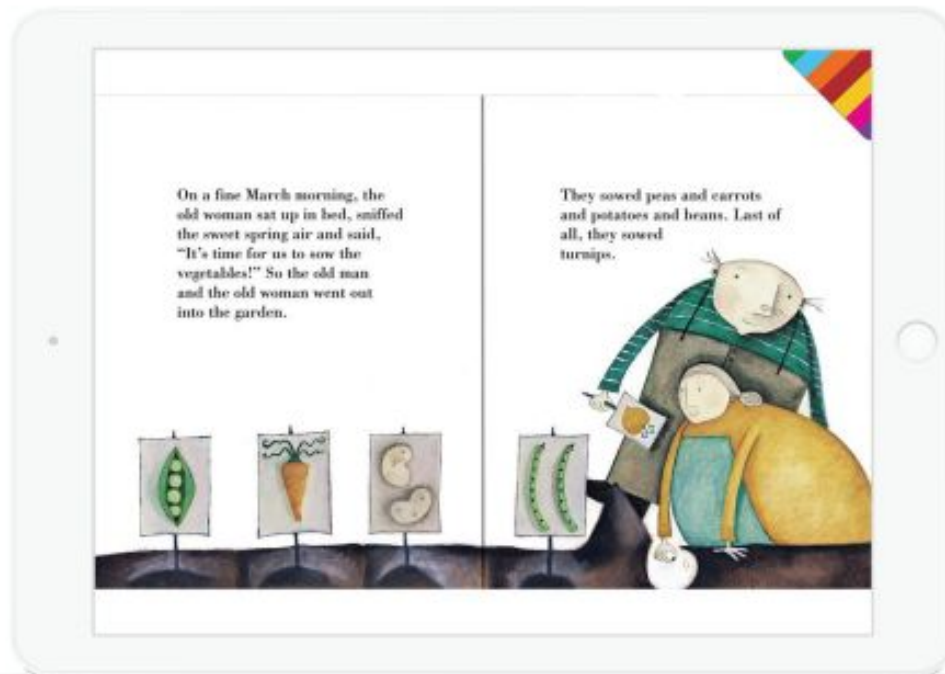 On a fine March morning, the
old woman sat up in bed, sniffed
the sweet spring air and said,
“It’s time for us to sow the
vegetables!” So the old man
and the old woman went out
into the garden.
They sowed peas and carrots
and potatoes and beans. Last of
all, they sowed
turnips.